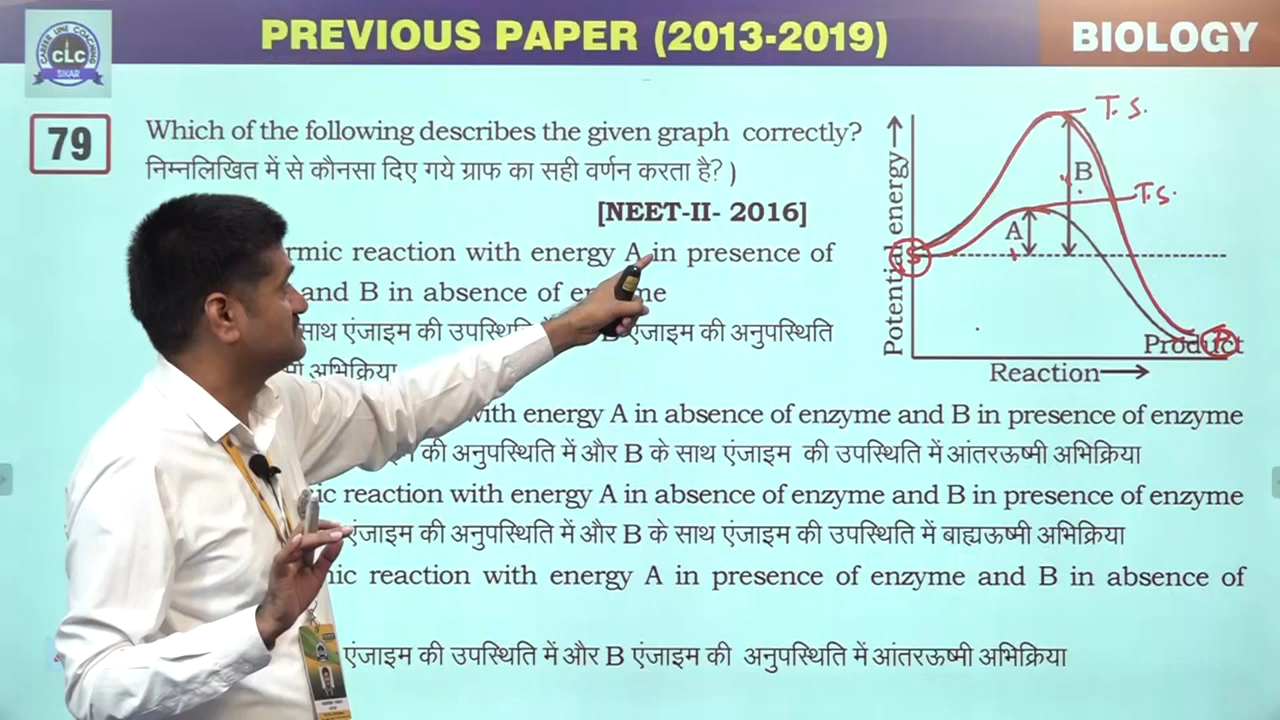 PREVIOUS PAPER (2013-2019)
BIOLOGY
CAREER LINE COACHING
CLC
SIKAR
79
Which of the following describes the given graph correctly?
निम्नलिखित में से कौनसा दिए गये ग्राफ का सही वर्णन करता है? )
[NEET-II- 2016]
rmic reaction with energy A in presence of
and B in absence of
साथ एंजाइम की उपस्थिति एंजाइम की अनुपस्थिति
अभिक्रिया
with energy A in absence of enzyme and B in presence of enzyme
की अनुपस्थिति में और B के साथ एंजाइम की उपस्थिति में आंतरऊष्मी अभिक्रिया
ic reaction with energy A in absence of enzyme and B in presence of enzyme
एंजाइम की अनुपस्थिति में और B के साथ एंजाइम की उपस्थिति में बाह्यऊष्मी अभिक्रिया
ic reaction with energy A in presence of enzyme and B in absence of
एंजाइम की उपस्थिति में और B एंजाइम की अनुपस्थिति में आंतरऊष्मी अभिक्रिया
Potential energy
T.S.
B
T.S.
A
S
Product
P
Reaction